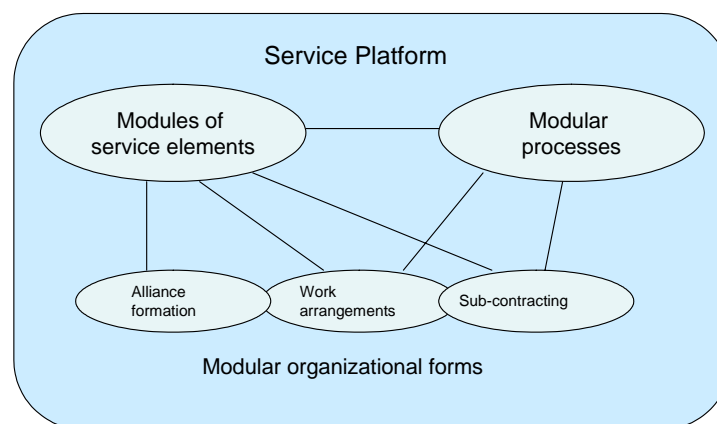 Service Platform
Modules of
service elements
Modular
processes
Alliance
formation
Work
arrangements
Sub-contracting
Modular organizational forms